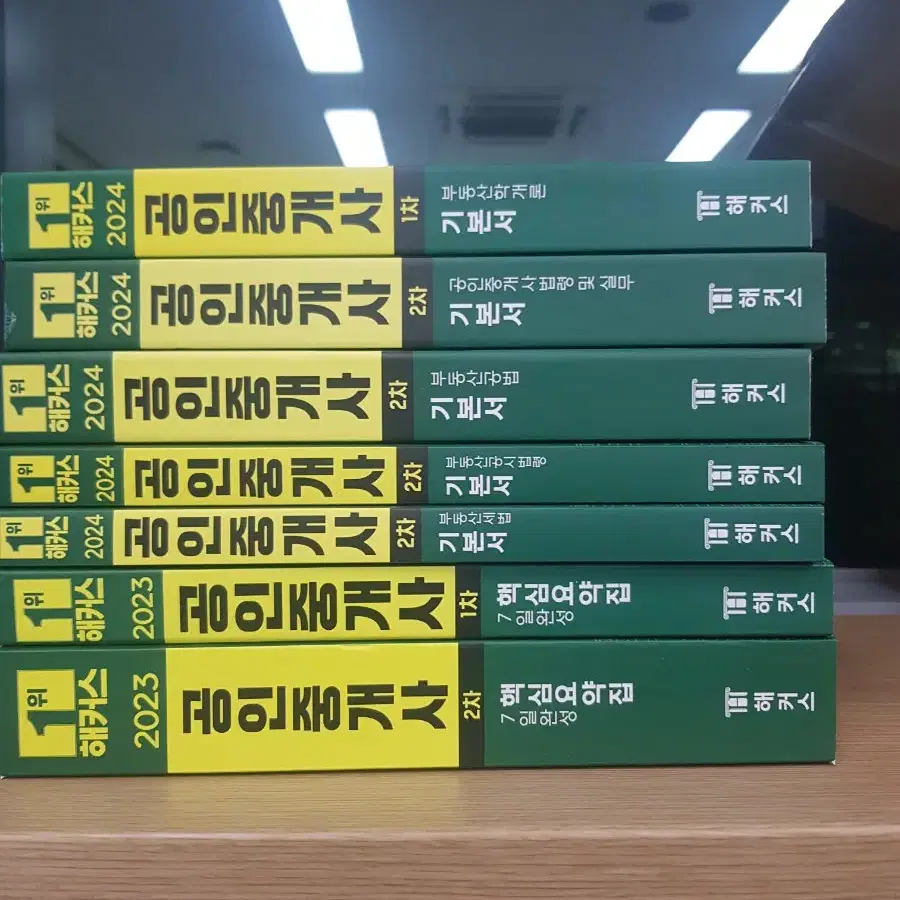 1위 해커스 2024 공인중개사 1차 부동산학개론 기본서 해커스
1위 해커스 2024 공인중개사 2차 공인중개사법령 및 실무 기본서 해커스
1위 해커스 2024 공인중개사 2차 부동산공법 기본서 해커스
1위 해커스 2024 공인중개사 2차 부동산공시법령 기본서 해커스
1위 해커스 2024 공인중개사 2차 부동산세법 기본서 해커스
1위 해커스 2023 공인중개사 1차 핵심요약집 7일완성 해커스
1위 해커스 2023 공인중개사 2차 핵심요약집 7일완성 해커스